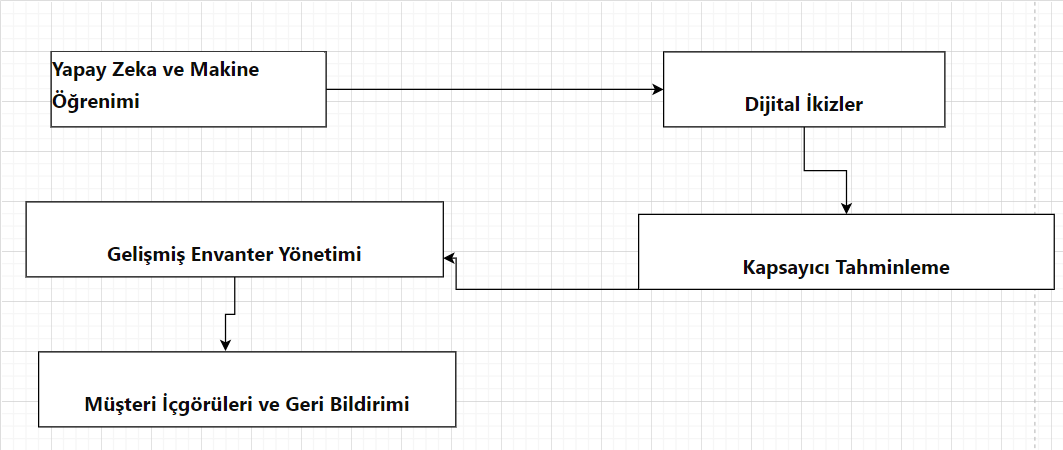 Yapay Zeka ve Makine
Öğrenimi
Dijital İkizler
Kapsayıcı Tahminleme
Gelişmiş Envanter Yönetimi
Müşteri İçgörüleri ve Geri Bildirimi